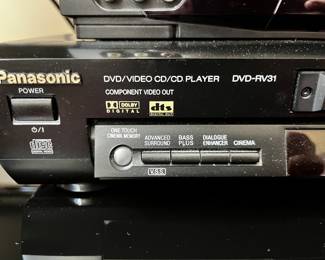 Panasonic
DVD/VIDEO CD/CD PLAYER DVD-RV31
POWER
COMPONENT VIDEO OUT
DOLBY
DIGITAL
dts
⏻/I
ONE TOUCH
CINEMA MEMORY
ADVANCED
SURROUND
BASS
PLUS
DIALOGUE
ENHANCER
CINEMA
V.S.S.
disc